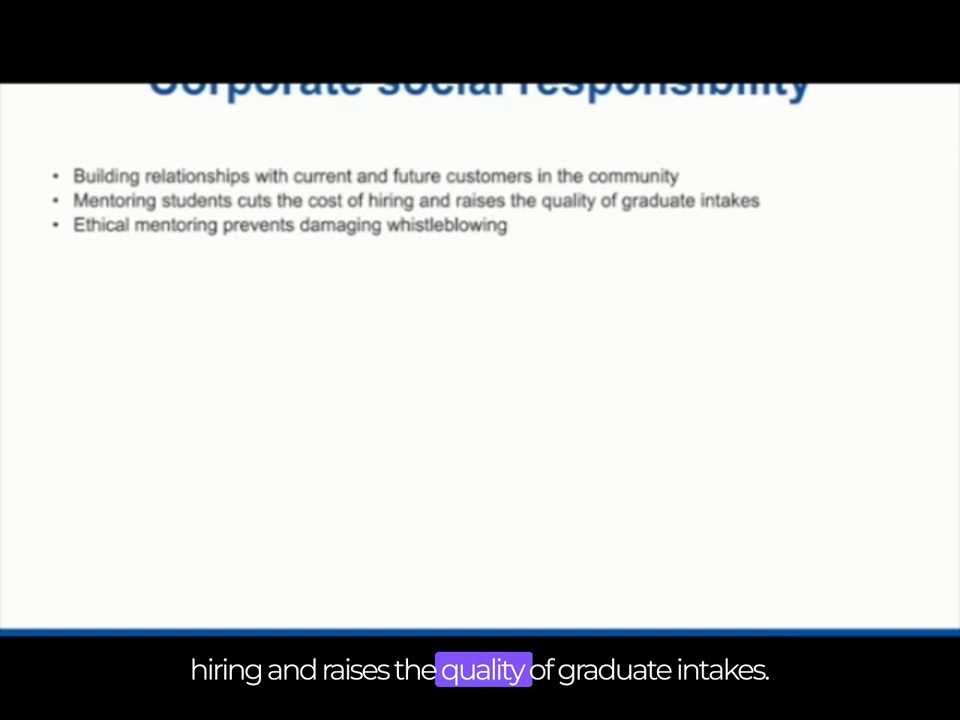 Corporate social responsibility
• Building relationships with current and future customers in the community
• Mentoring students cuts the cost of hiring and raises the quality of graduate intakes
• Ethical mentoring prevents damaging whistleblowing
hiring and raises the quality of graduate intakes.